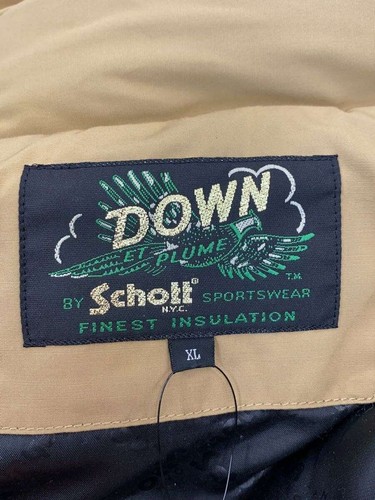 DOWN
ET PLUME
T.M.
BY Schott® SPORTSWEAR
N.Y.C.
FINEST INSULATION
XL